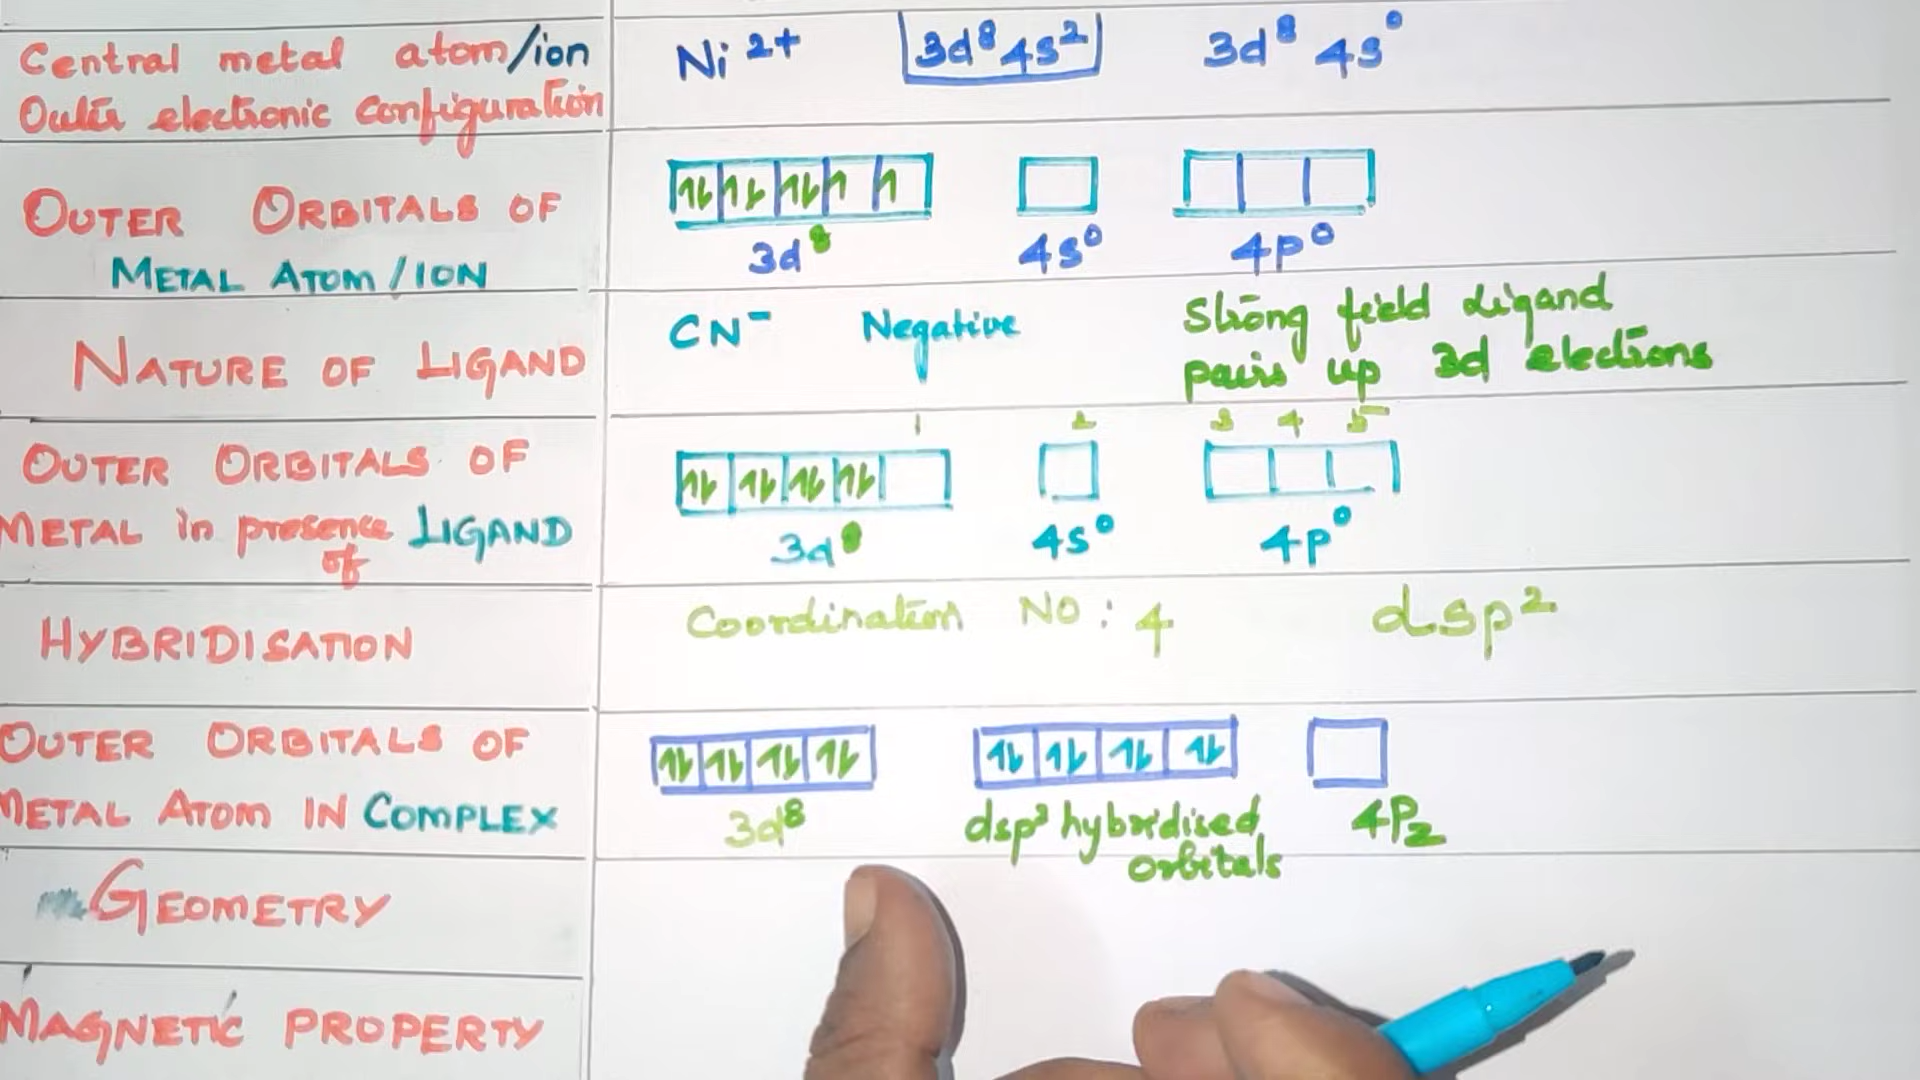 Central metal atom/ion
Outer electronic configuration
Ni 2+ 3d8 4s2 3d8 4s0
OUTER ORBITALS OF
METAL ATOM/ION
3d8 4s0 4p0
NATURE OF LIGAND
CN- Negative
Strong field Ligand
pairs up 3d electrons
1 2 3 4 5
OUTER ORBITALS OF
METAL in presence of LIGAND
3d8 4s0 4p0
HYBRIDISATION
Coordination NO: 4 dsp2
OUTER ORBITALS OF
METAL ATOM IN COMPLEX
3d8 dsp2 hybridised orbitals 4Pz
GEOMETRY
MAGNETIC PROPERTY